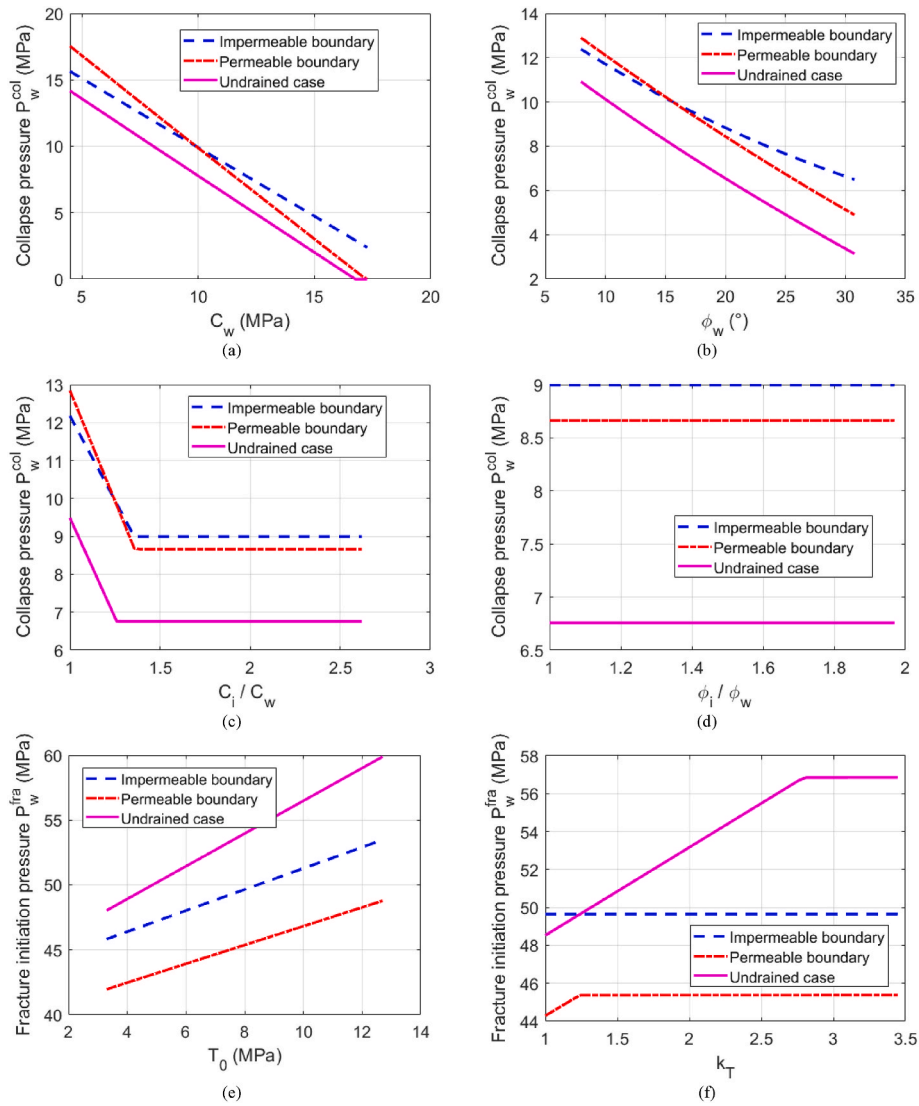 Collapse pressure P_w^col (MPa)
20
15
10
5
0
Impermeable boundary
Permeable boundary
Undrained case
5 10 15 20
C_w (MPa)
(a)
Collapse pressure P_w^col (MPa)
14
12
10
8
6
4
2
Impermeable boundary
Permeable boundary
Undrained case
5 10 15 20 25 30 35
ϕ_w (°)
(b)
Collapse pressure P_w^col (MPa)
13
12
11
10
9
8
7
6
Impermeable boundary
Permeable boundary
Undrained case
1 1.5 2 2.5 3
C_i / C_w
(c)
Collapse pressure P_w^col (MPa)
9
8.5
8
7.5
7
6.5
Impermeable boundary
Permeable boundary
Undrained case
1 1.2 1.4 1.6 1.8 2
ϕ_i / ϕ_w
(d)
Fracture initiation pressure P_w^fra (MPa)
60
55
50
45
40
Impermeable boundary
Permeable boundary
Undrained case
2 4 6 8 10 12 14
T_0 (MPa)
(e)
Fracture initiation pressure P_w^fra (MPa)
58
56
54
52
50
48
46
44
Impermeable boundary
Permeable boundary
Undrained case
1 1.5 2 2.5 3 3.5
k_T
(f)